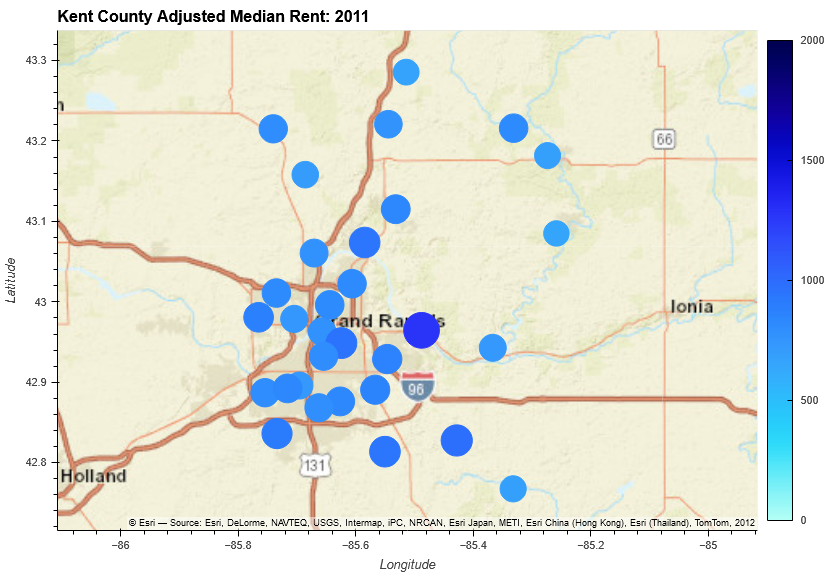 Kent County Adjusted Median Rent: 2011
2000
43.3
n
43.2
66
1500
43.1
Latitude
43
Ionia
1000
rand Ra ds
42.9
96
500
42.8
Holland
131
© Esri — Source: Esri, DeLorme, NAVTEQ, USGS, Intermap, iPC, NRCAN, Esri Japan, METI, Esri China (Hong Kong), Esri (Thailand), TomTom, 2012
0
−86
−85.8
−85.6
−85.4
−85.2
−85
Longitude